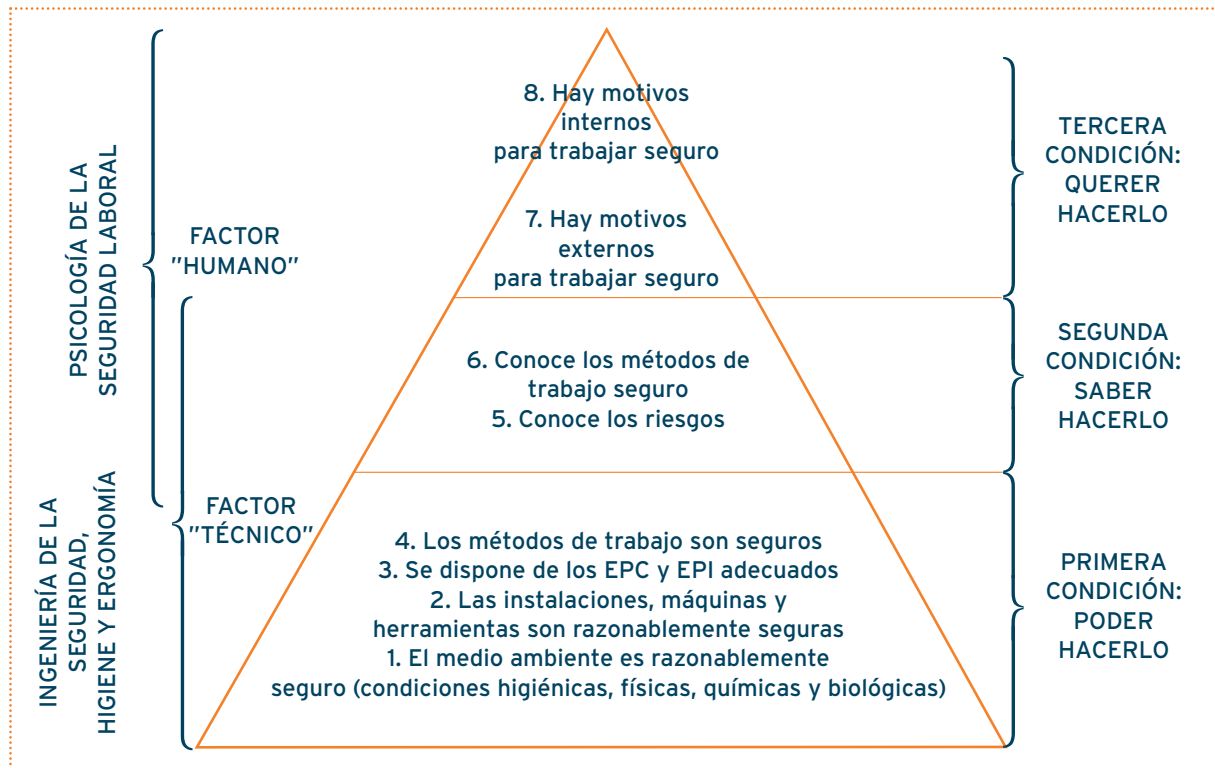 PSICOLOGÍA DE LA
SEGURIDAD LABORAL
FACTOR
"HUMANO"
INGENIERÍA DE LA
SEGURIDAD,
HIGIENE Y ERGONOMÍA
FACTOR
"TÉCNICO"
8. Hay motivos
internos
para trabajar seguro
7. Hay motivos
externos
para trabajar seguro
6. Conoce los métodos de
trabajo seguro
5. Conoce los riesgos
4. Los métodos de trabajo son seguros
3. Se dispone de los EPC y EPI adecuados
2. Las instalaciones, máquinas y
herramientas son razonablemente seguras
1. El medio ambiente es razonablemente
seguro (condiciones higiénicas, físicas, químicas y biológicas)
TERCERA
CONDICIÓN:
QUERER
HACERLO
SEGUNDA
CONDICIÓN:
SABER
HACERLO
PRIMERA
CONDICIÓN:
PODER
HACERLO